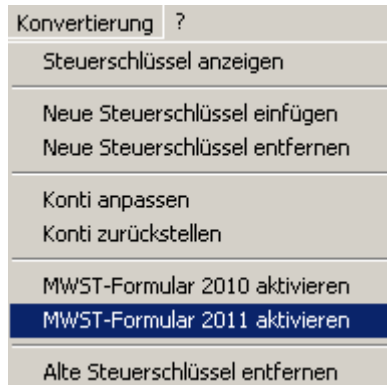 Konvertierung ?
Steuerschlüssel anzeigen
Neue Steuerschlüssel einfügen
Neue Steuerschlüssel entfernen
Konti anpassen
Konti zurückstellen
MWST-Formular 2010 aktivieren
MWST-Formular 2011 aktivieren
Alte Steuerschlüssel entfernen